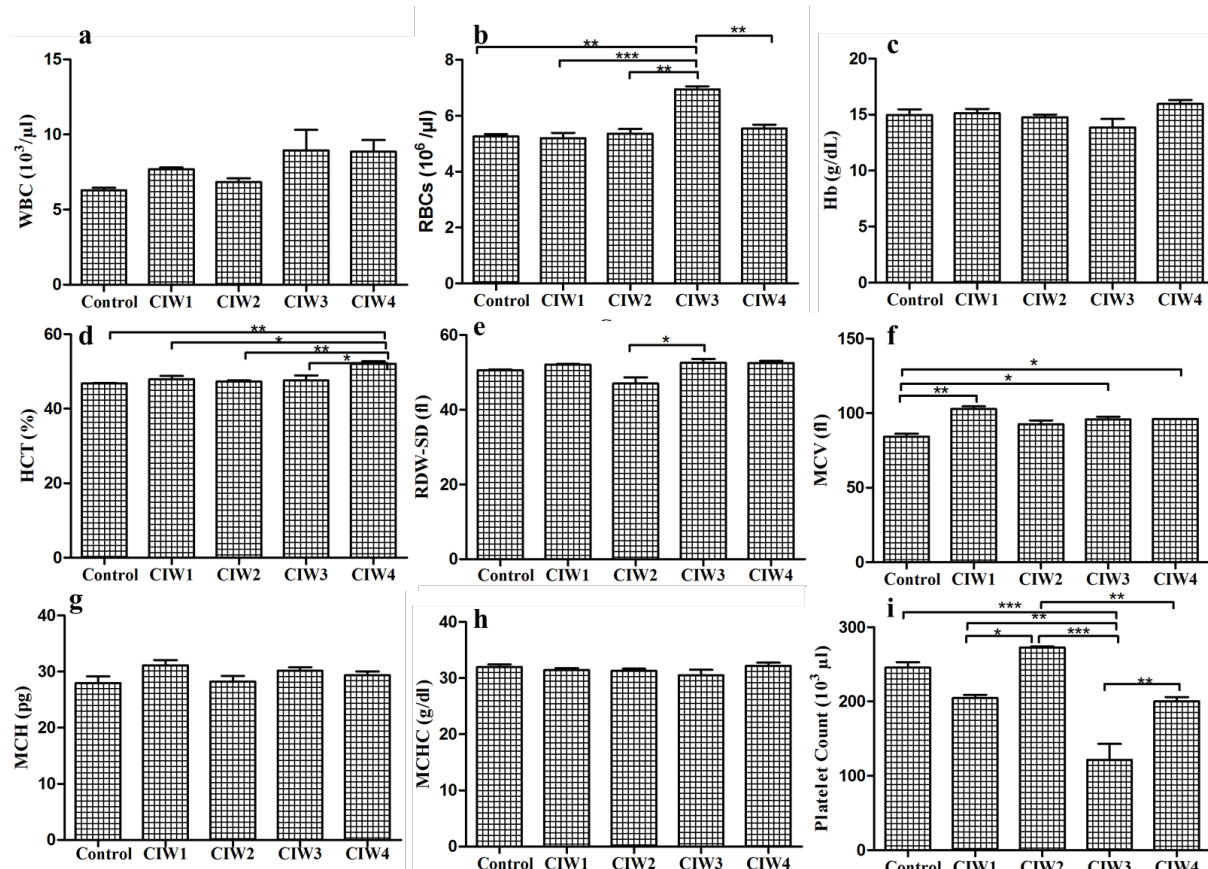 a
WBC (10³/µl)
15
10
5
0
Control CIW1 CIW2 CIW3 CIW4
b
RBCs (10⁶/µl)
8
6
4
2
0
** ** *** **
Control CIW1 CIW2 CIW3 CIW4
c
Hb (g/dL)
20
15
10
5
0
Control CIW1 CIW2 CIW3 CIW4
d
HCT (%)
60
40
20
0
**
*
**
*
Control CIW1 CIW2 CIW3 CIW4
e
RDW-SD (fl)
60
40
20
0
*
Control CIW1 CIW2 CIW3 CIW4
f
MCV (fl)
150
100
50
0
*
*
**
Control CIW1 CIW2 CIW3 CIW4
g
MCH (pg)
40
30
20
10
0
Control CIW1 CIW2 CIW3 CIW4
h
MCHC (g/dl)
40
30
20
10
0
Control CIW1 CIW2 CIW3 CIW4
i
Platelet Count (10³ µl)
300
200
100
0
**
***
**
* ***
**
Control CIW1 CIW2 CIW3 CIW4